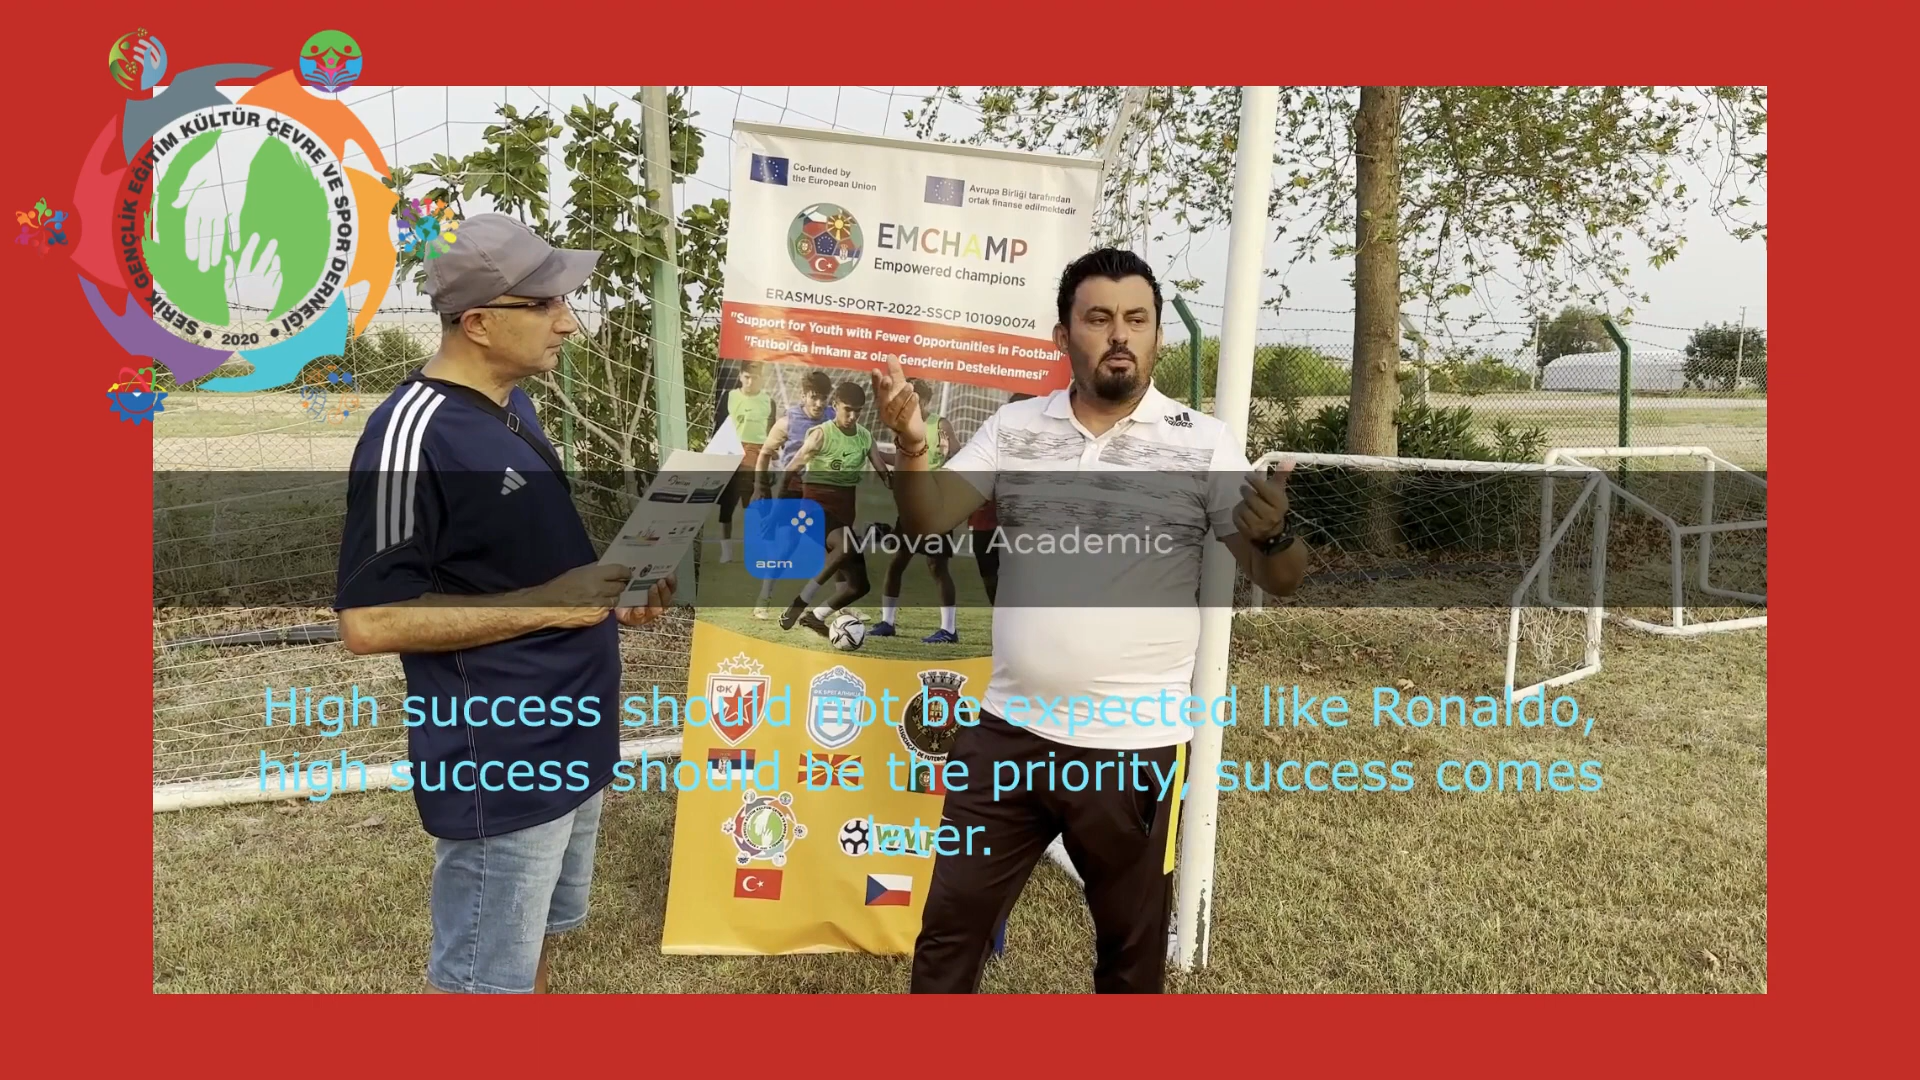 SERİK GENÇLİK EĞİTİM KÜLTÜR ÇEVRE VE SPOR DERNEĞİ
• 2020 •
Co-funded by
the European Union
Avrupa Birliği tarafından
ortak finanse edilmektedir
EMCHAMP
Empowered champions
ERASMUS-SPORT-2022-SSCP 101090074
"Support for Youth with Fewer Opportunities in Football"
"Futbol'da İmkanı az olan Gençlerin Desteklenmesi"
adidas
acm
Movavi Academic
ФК
High success should not be expected like Ronaldo,
high success should be the priority, success comes
later.
WMF